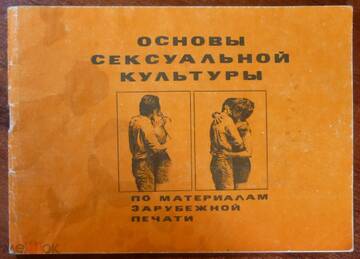 ОСНОВЫ
СЕКСУАЛЬНОЙ
КУЛЬТУРЫ
ПО МАТЕРИАЛАМ
ЗАРУБЕЖНОЙ
ПЕЧАТИ